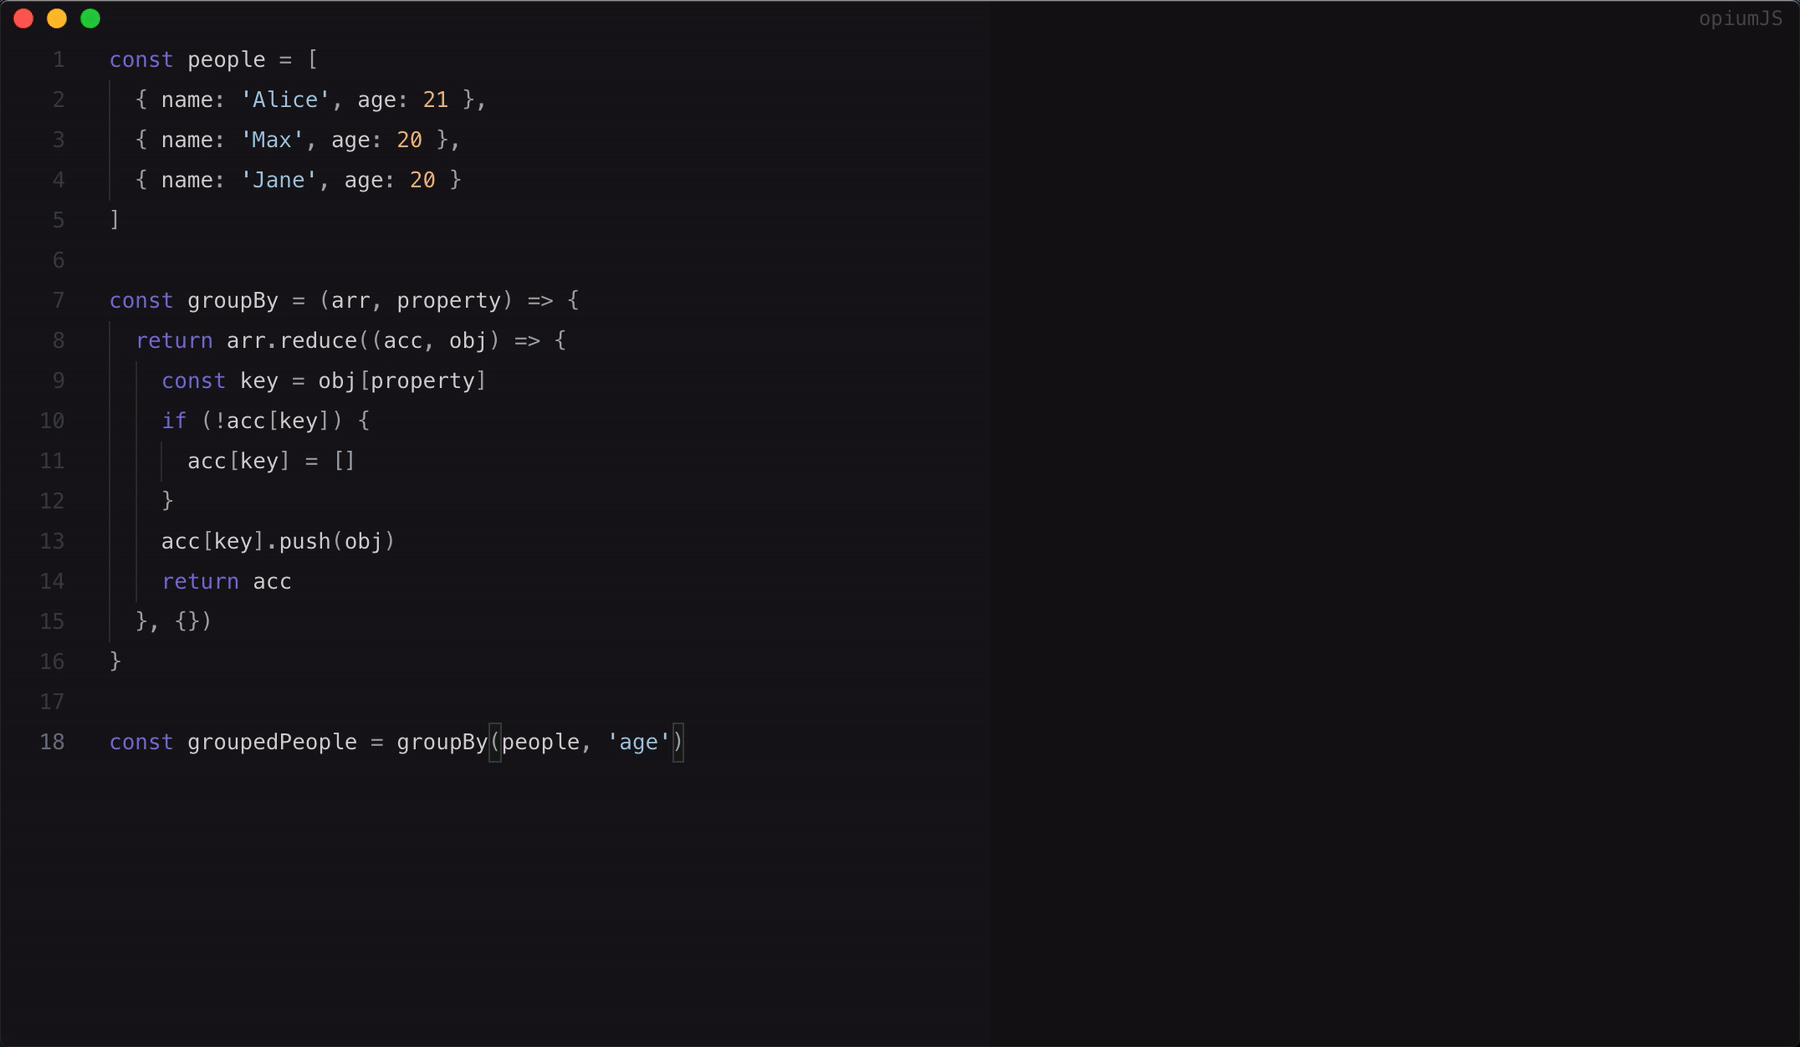 opiumJS
1 const people = [
2 { name: 'Alice', age: 21 },
3 { name: 'Max', age: 20 },
4 { name: 'Jane', age: 20 }
5 ]
6
7 const groupBy = (arr, property) => {
8 return arr.reduce((acc, obj) => {
9 const key = obj[property]
10 if (!acc[key]) {
11 acc[key] = []
12 }
13 acc[key].push(obj)
14 return acc
15 }, {})
16 }
17
18 const groupedPeople = groupBy(people, 'age')